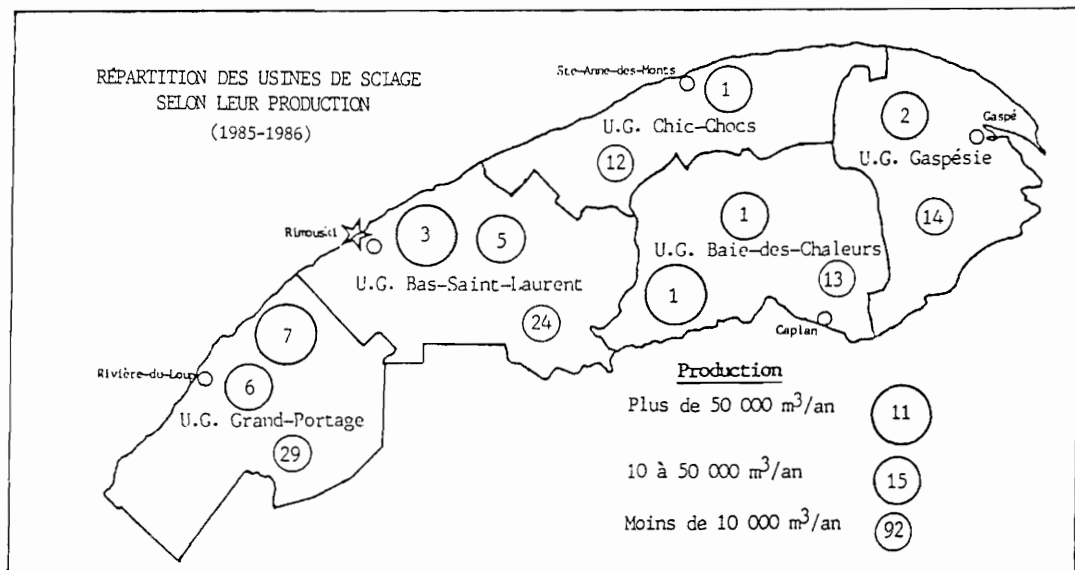 RÉPARTITION DES USINES DE SCIAGE
SELON LEUR PRODUCTION
(1985-1986)
Ste-Anne-des-Monts
1
U.G. Chic-Chocs
12
2
Gaspé
U.G. Gaspésie
14
Rimouski
3
5
U.G. Bas-Saint-Laurent
24
1
U.G. Baie-des-Chaleurs
1
13
Caplan
7
Rivière-du-Loup
6
U.G. Grand-Portage
29
Production
Plus de 50 000 m³/an
11
10 à 50 000 m³/an
15
Moins de 10 000 m³/an
92